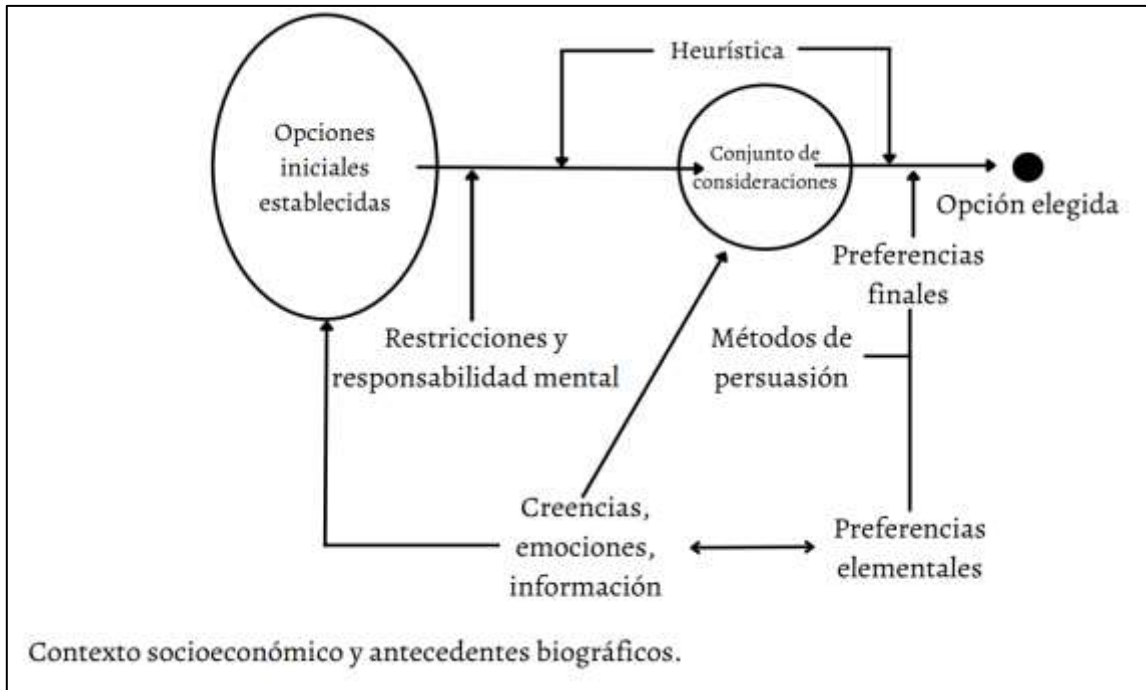 Heurística
Opciones
iniciales
establecidas
Conjunto de
consideraciones
Opción elegida
Preferencias
finales
Restricciones y
responsabilidad mental
Métodos de
persuasión
Creencias,
emociones,
información
Preferencias
elementales
Contexto socioeconómico y antecedentes biográficos.